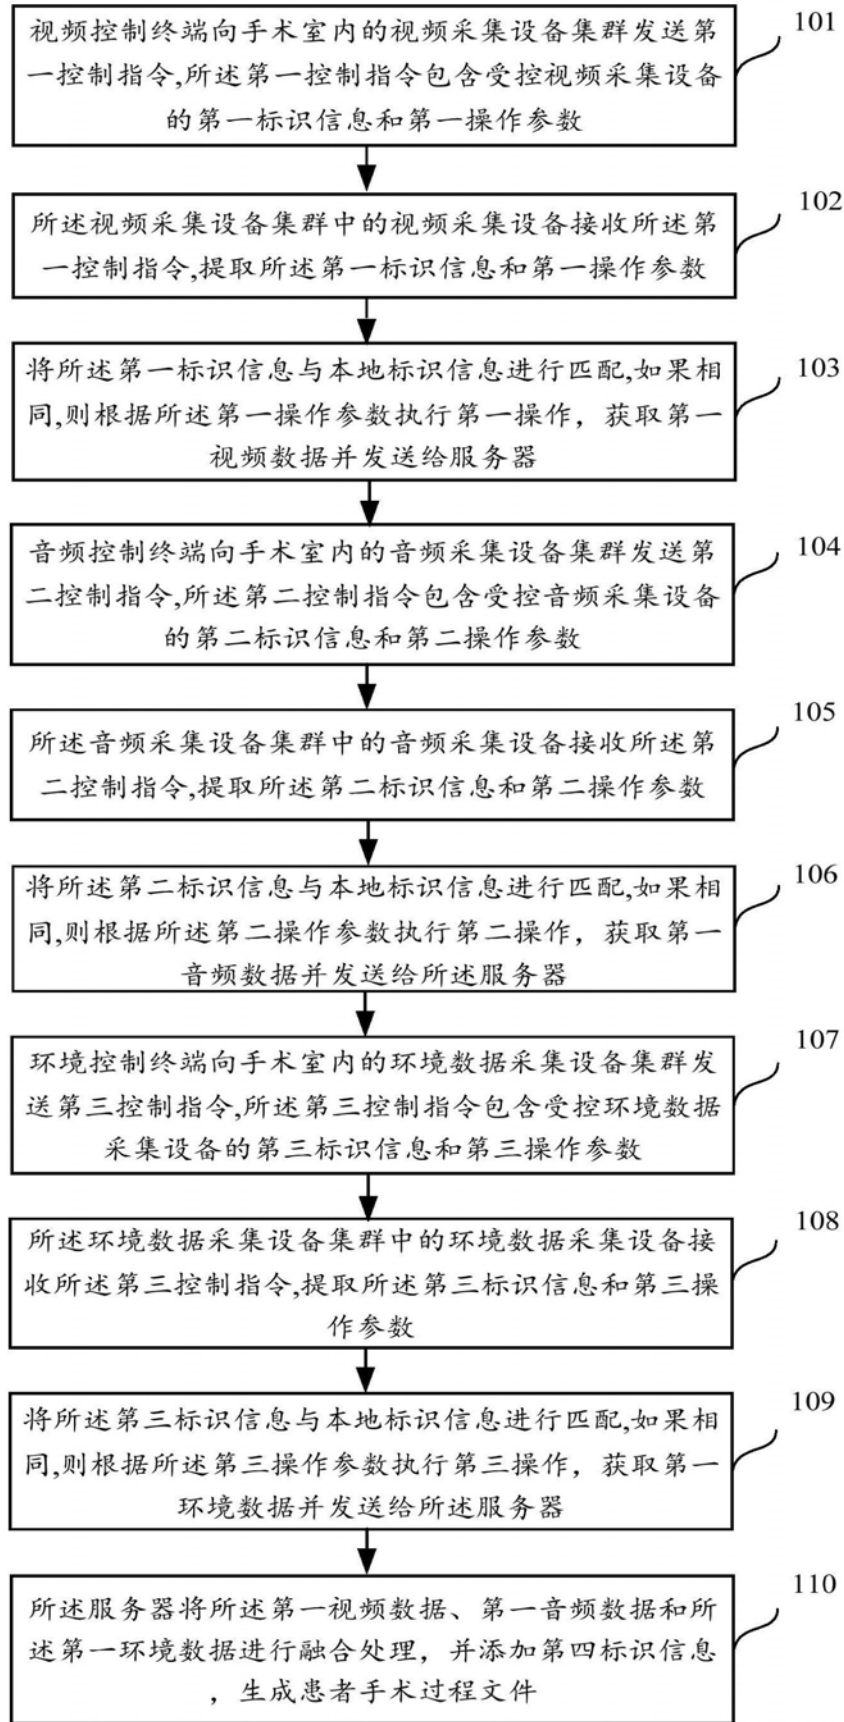 视频控制终端向手术室内的视频采集设备集群发送第
一控制指令,所述第一控制指令包含受控视频采集设备
的第一标识信息和第一操作参数
101
所述视频采集设备集群中的视频采集设备接收所述第
一控制指令,提取所述第一标识信息和第一操作参数
102
将所述第一标识信息与本地标识信息进行匹配,如果相
同,则根据所述第一操作参数执行第一操作，获取第一
视频数据并发送给服务器
103
音频控制终端向手术室内的音频采集设备集群发送第
二控制指令,所述第二控制指令包含受控音频采集设备
的第二标识信息和第二操作参数
104
所述音频采集设备集群中的音频采集设备接收所述第
二控制指令,提取所述第二标识信息和第二操作参数
105
将所述第二标识信息与本地标识信息进行匹配,如果相
同,则根据所述第二操作参数执行第二操作，获取第一
音频数据并发送给所述服务器
106
环境控制终端向手术室内的环境数据采集设备集群发
送第三控制指令,所述第三控制指令包含受控环境数据
采集设备的第三标识信息和第三操作参数
107
所述环境数据采集设备集群中的环境数据采集设备接
收所述第三控制指令,提取所述第三标识信息和第三操
作参数
108
将所述第三标识信息与本地标识信息进行匹配,如果相
同,则根据所述第三操作参数执行第三操作，获取第一
环境数据并发送给所述服务器
109
所述服务器将所述第一视频数据、第一音频数据和所
述第一环境数据进行融合处理，并添加第四标识信息
，生成患者手术过程文件
110